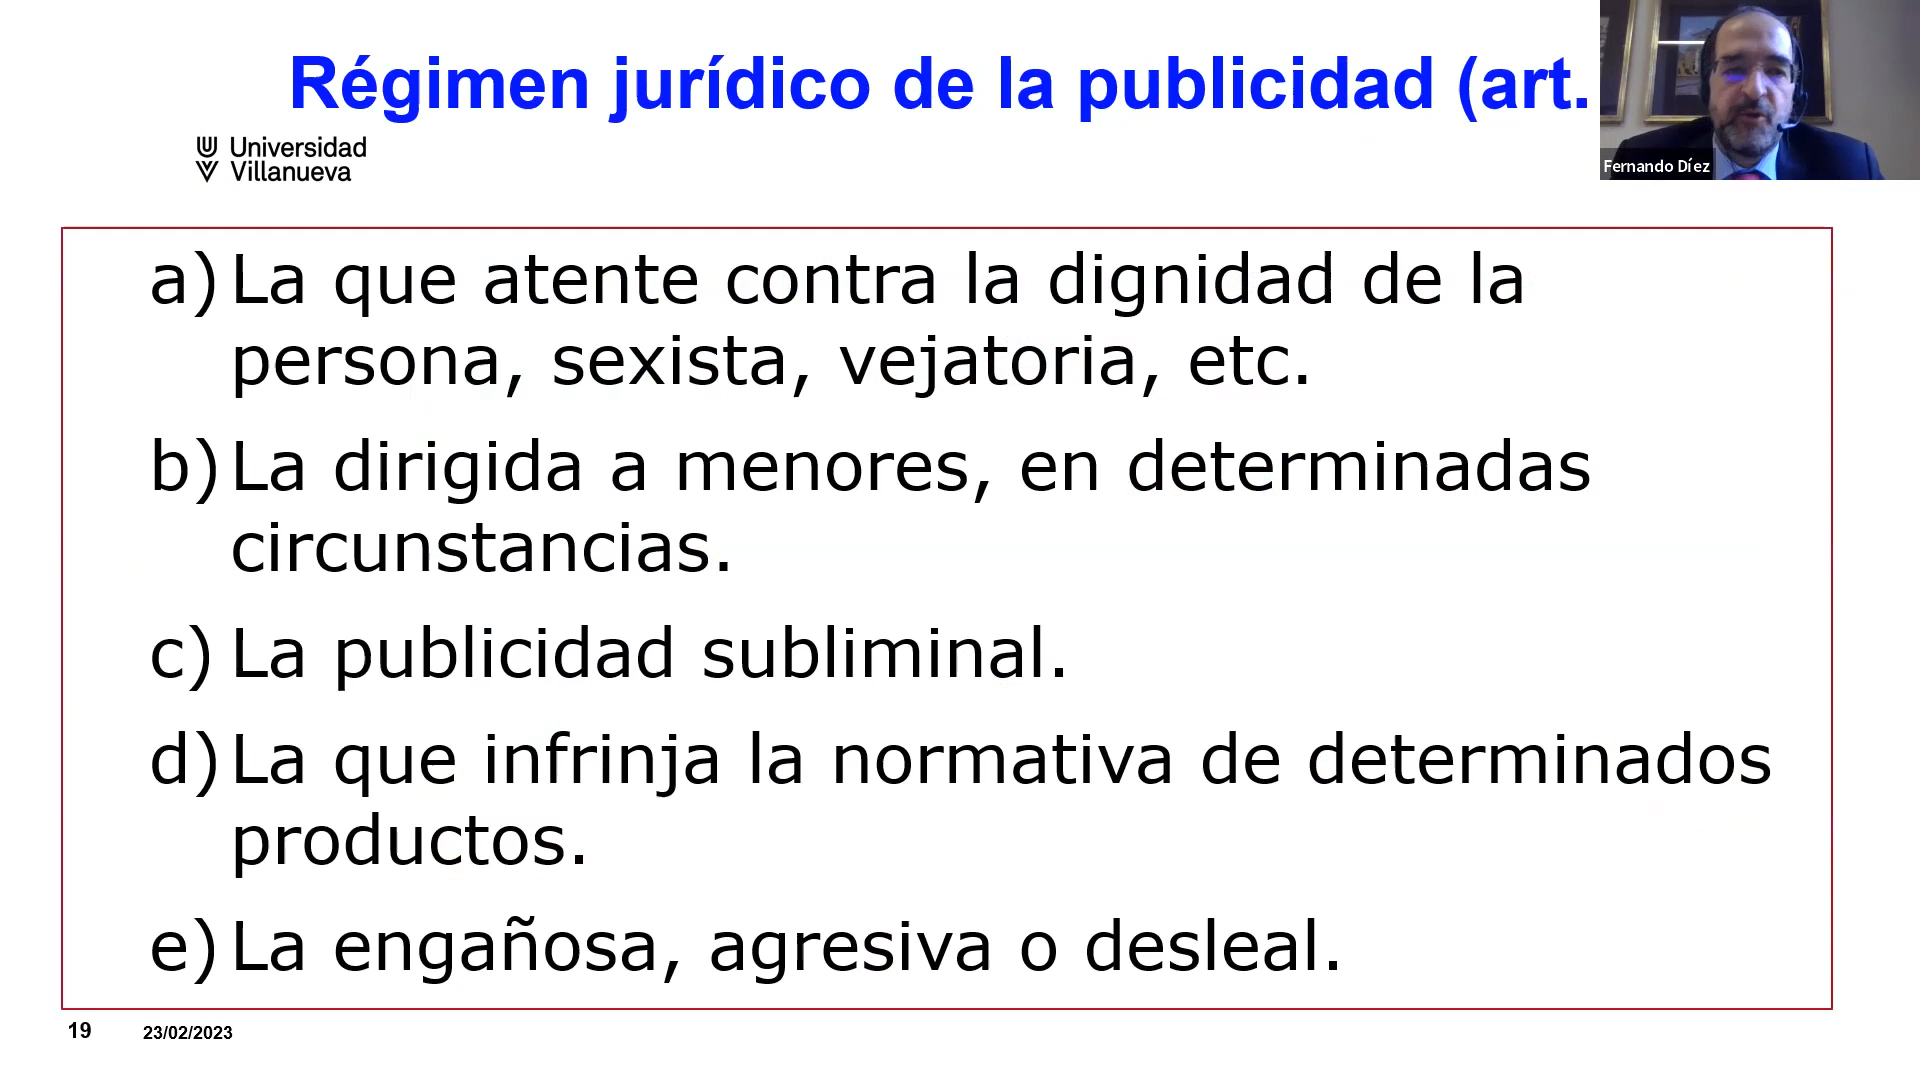 Régimen jurídico de la publicidad (art.
Universidad
Villanueva
Fernando Díez
a) La que atente contra la dignidad de la
persona, sexista, vejatoria, etc.
b) La dirigida a menores, en determinadas
circunstancias.
c) La publicidad subliminal.
d) La que infrinja la normativa de determinados
productos.
e) La engañosa, agresiva o desleal.
19 23/02/2023